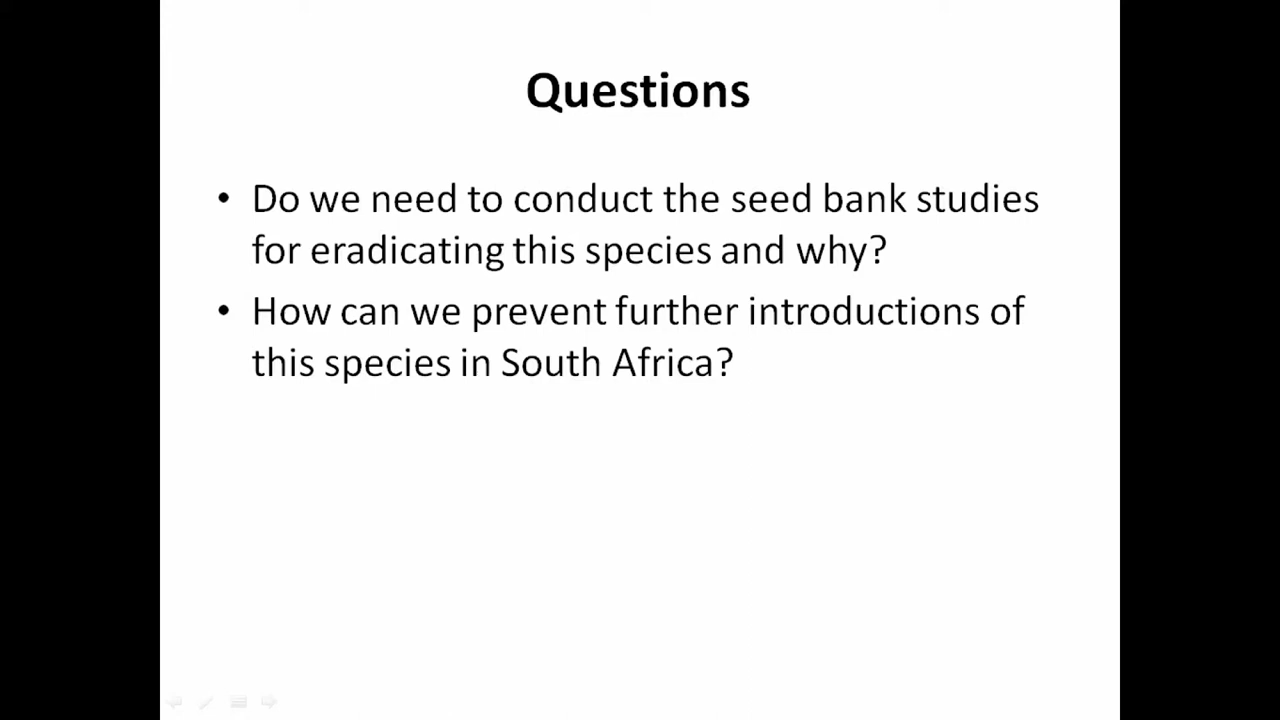 Questions
• Do we need to conduct the seed bank studies
for eradicating this species and why?
• How can we prevent further introductions of
this species in South Africa?